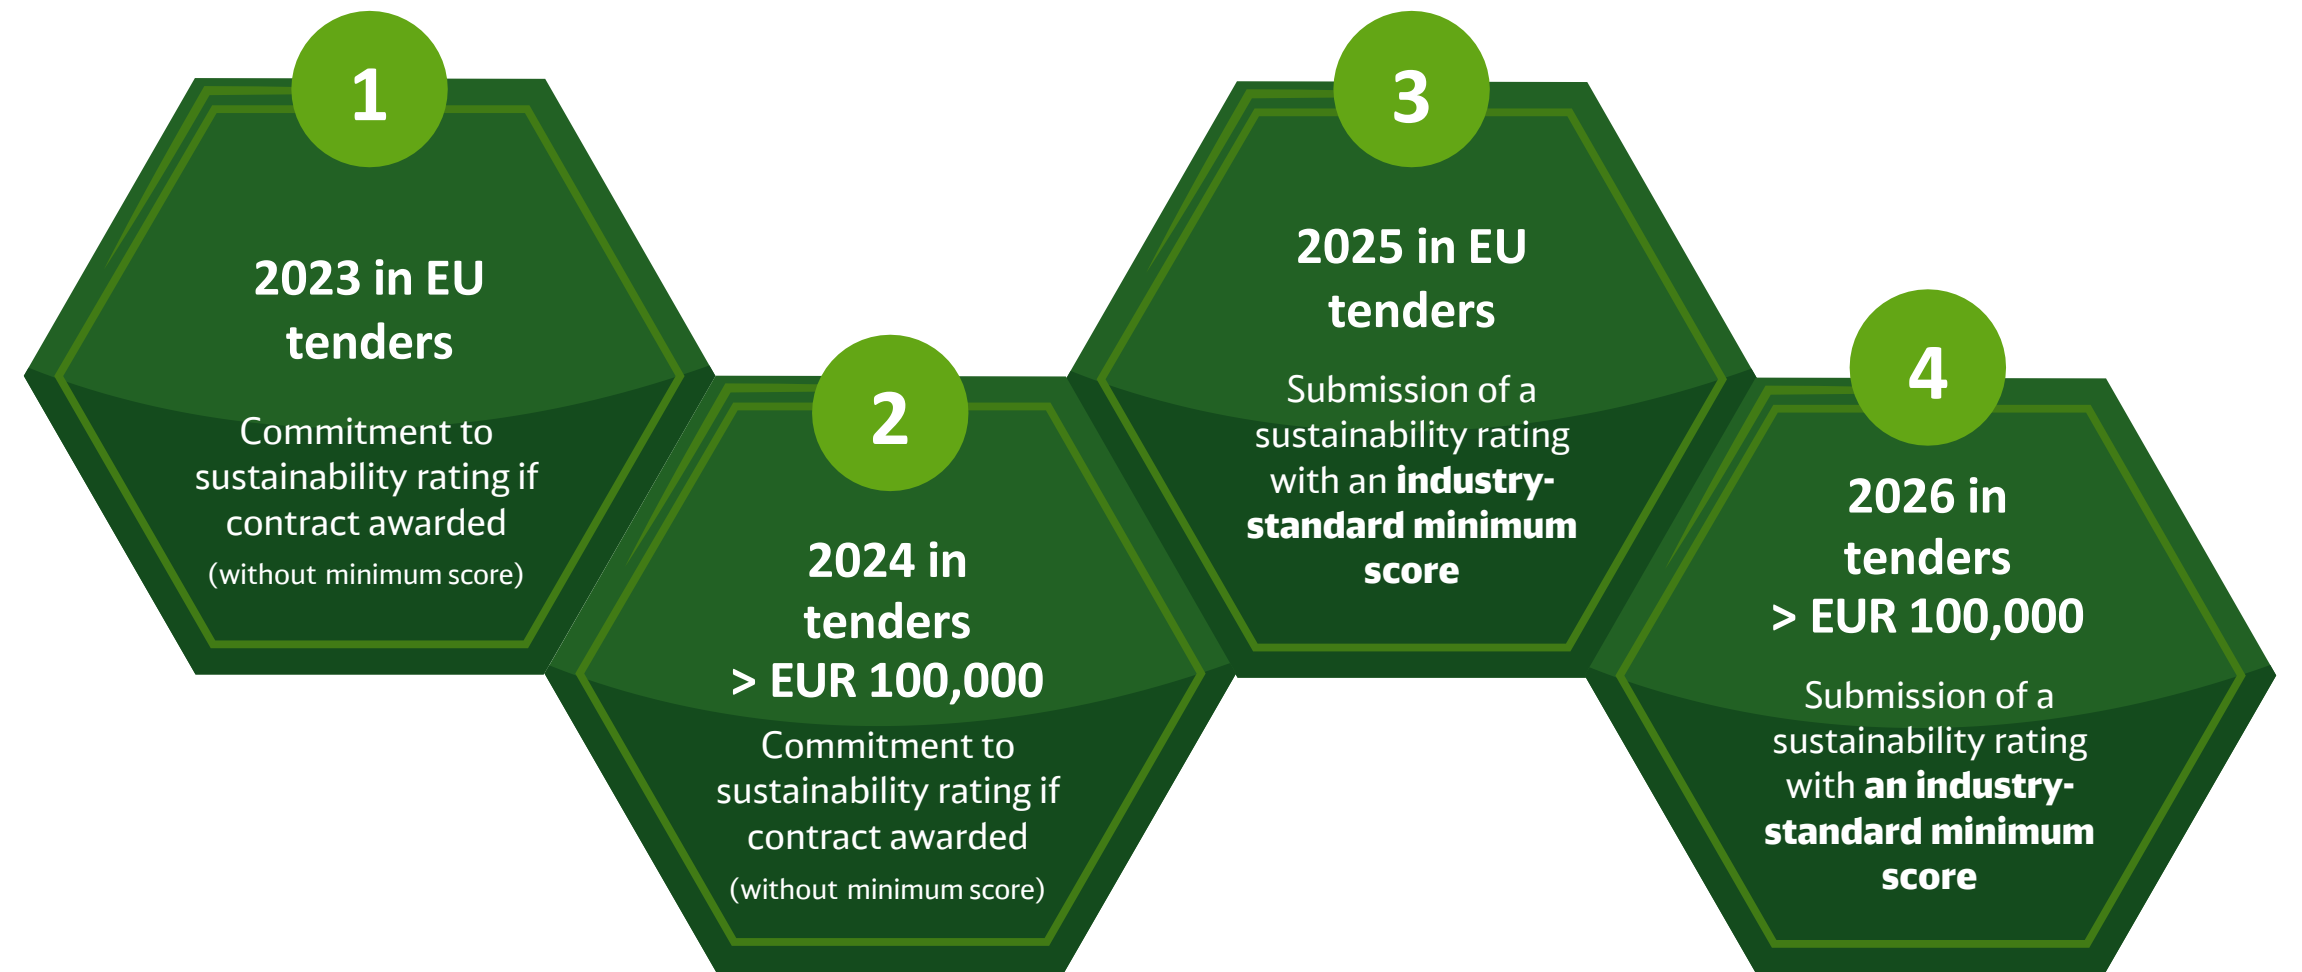 1
2023 in EU
tenders
Commitment to
sustainability rating if
contract awarded
(without minimum score)
2
2024 in
tenders
> EUR 100,000
Commitment to
sustainability rating if
contract awarded
(without minimum score)
3
2025 in EU
tenders
Submission of a
sustainability rating
with an industry-
standard minimum
score
4
2026 in
tenders
> EUR 100,000
Submission of a
sustainability rating
with an industry-
standard minimum
score